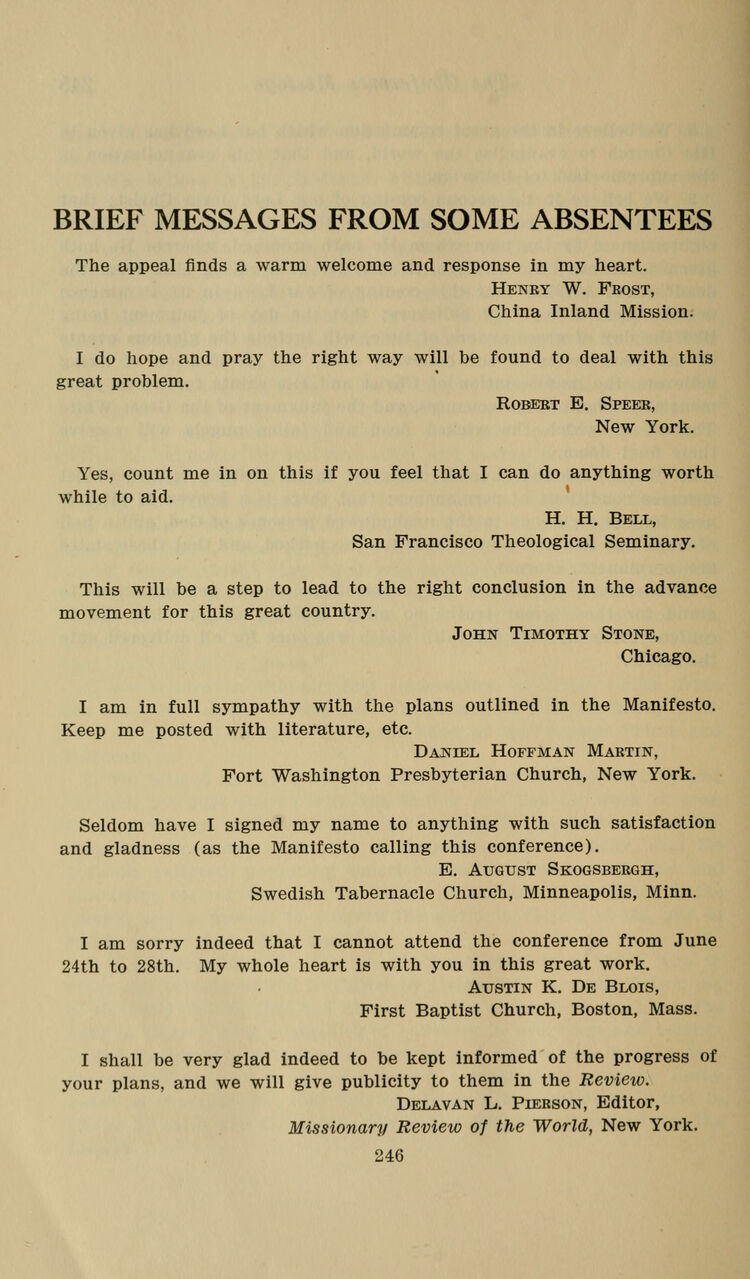 BRIEF MESSAGES FROM SOME ABSENTEES
The appeal finds a warm welcome and response in my heart.
HENRY W. FROST,
China Inland Mission.
I do hope and pray the right way will be found to deal with this
great problem.
ROBERT E. SPEER,
New York.
Yes, count me in on this if you feel that I can do anything worth
while to aid.
H. H. BELL,
San Francisco Theological Seminary.
This will be a step to lead to the right conclusion in the advance
movement for this great country.
JOHN TIMOTHY STONE,
Chicago.
I am in full sympathy with the plans outlined in the Manifesto.
Keep me posted with literature, etc.
DANIEL HOFFMAN MARTIN,
Fort Washington Presbyterian Church, New York.
Seldom have I signed my name to anything with such satisfaction
and gladness (as the Manifesto calling this conference).
E. AUGUST SKOGSBERGH,
Swedish Tabernacle Church, Minneapolis, Minn.
I am sorry indeed that I cannot attend the conference from June
24th to 28th. My whole heart is with you in this great work.
AUSTIN K. DE BLOIS,
First Baptist Church, Boston, Mass.
I shall be very glad indeed to be kept informed of the progress of
your plans, and we will give publicity to them in the Review.
DELAVAN L. PIERSON, Editor,
Missionary Review of the World, New York.
246